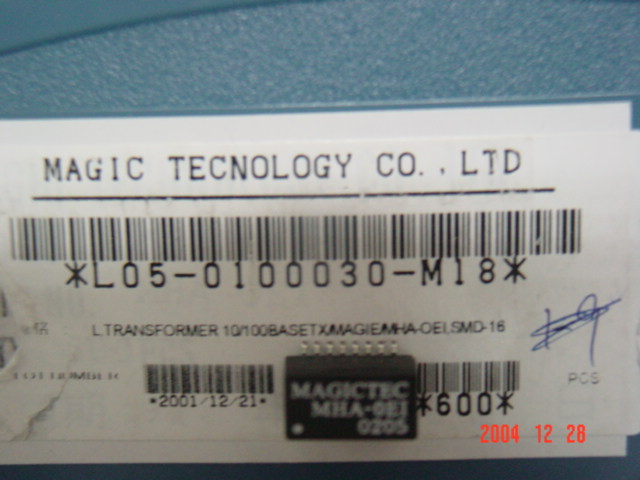 MAGIC TECNOLOGY CO.,LTD
*L05-0100030-M18*
格 L.TRANSFORMER 10/100BASETX/MAGIE/MHA-OEI,SMD-16
PCS
*2001/12/21*
*600*
MAGICTEC
MHA-0EI
0205
2004 12 28